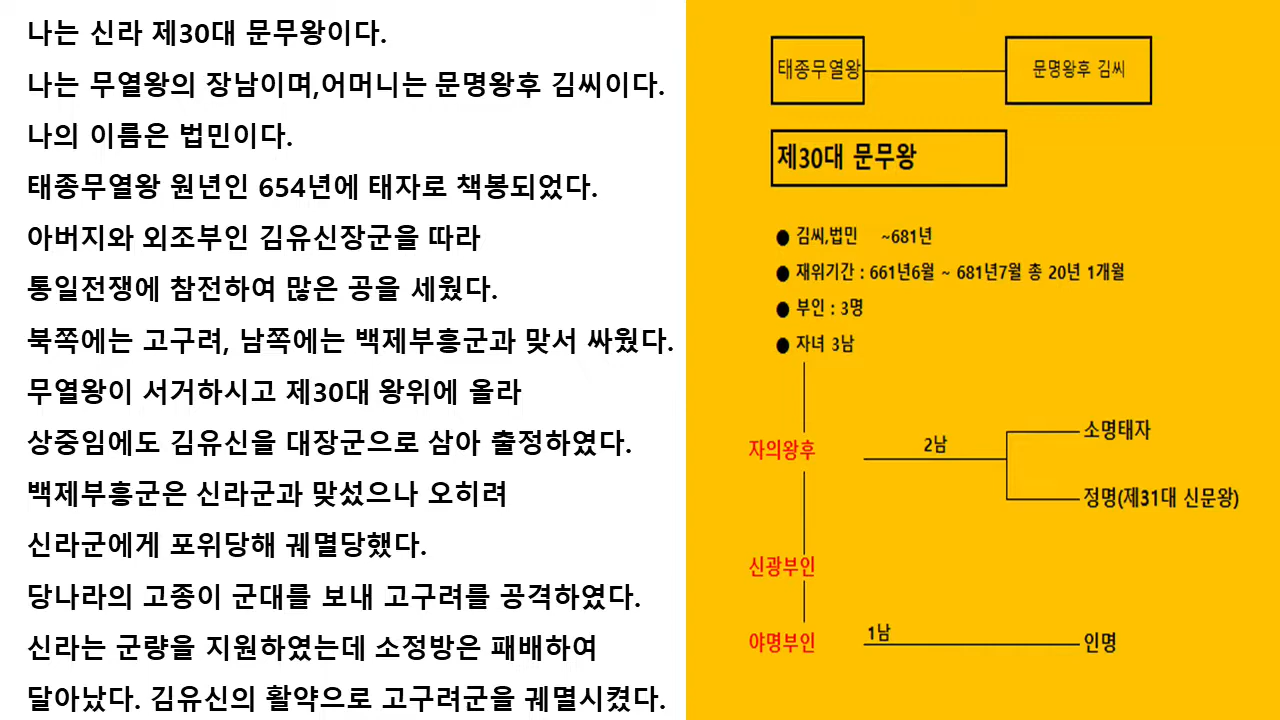 나는 신라 제30대 문무왕이다.
나는 무열왕의 장남이며,어머니는 문명왕후 김씨이다.
나의 이름은 법민이다.
태종무열왕 원년인 654년에 태자로 책봉되었다.
아버지와 외조부인 김유신장군을 따라
통일전쟁에 참전하여 많은 공을 세웠다.
북쪽에는 고구려, 남쪽에는 백제부흥군과 맞서 싸웠다.
무열왕이 서거하시고 제30대 왕위에 올라
상중임에도 김유신을 대장군으로 삼아 출정하였다.
백제부흥군은 신라군과 맞섰으나 오히려
신라군에게 포위당해 궤멸당했다.
당나라의 고종이 군대를 보내 고구려를 공격하였다.
신라는 군량을 지원하였는데 소정방은 패배하여
달아났다. 김유신의 활약으로 고구려군을 궤멸시켰다.
태종무열왕 문명왕후 김씨
제30대 문무왕
● 김씨,법민 ~681년
● 재위기간 : 661년6월 ~ 681년7월 총 20년 1개월
● 부인 : 3명
● 자녀 3남
자의왕후 2남 소명태자
정명(제31대 신문왕)
신광부인
야명부인 1남 인명